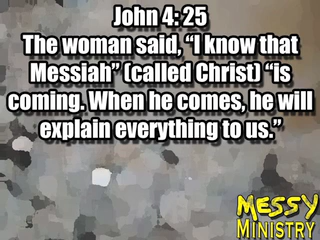 John 4: 25
The woman said, “I know that
Messiah” (called Christ) “is
coming. When he comes, he will
explain everything to us.”
MESSY
MINISTRY